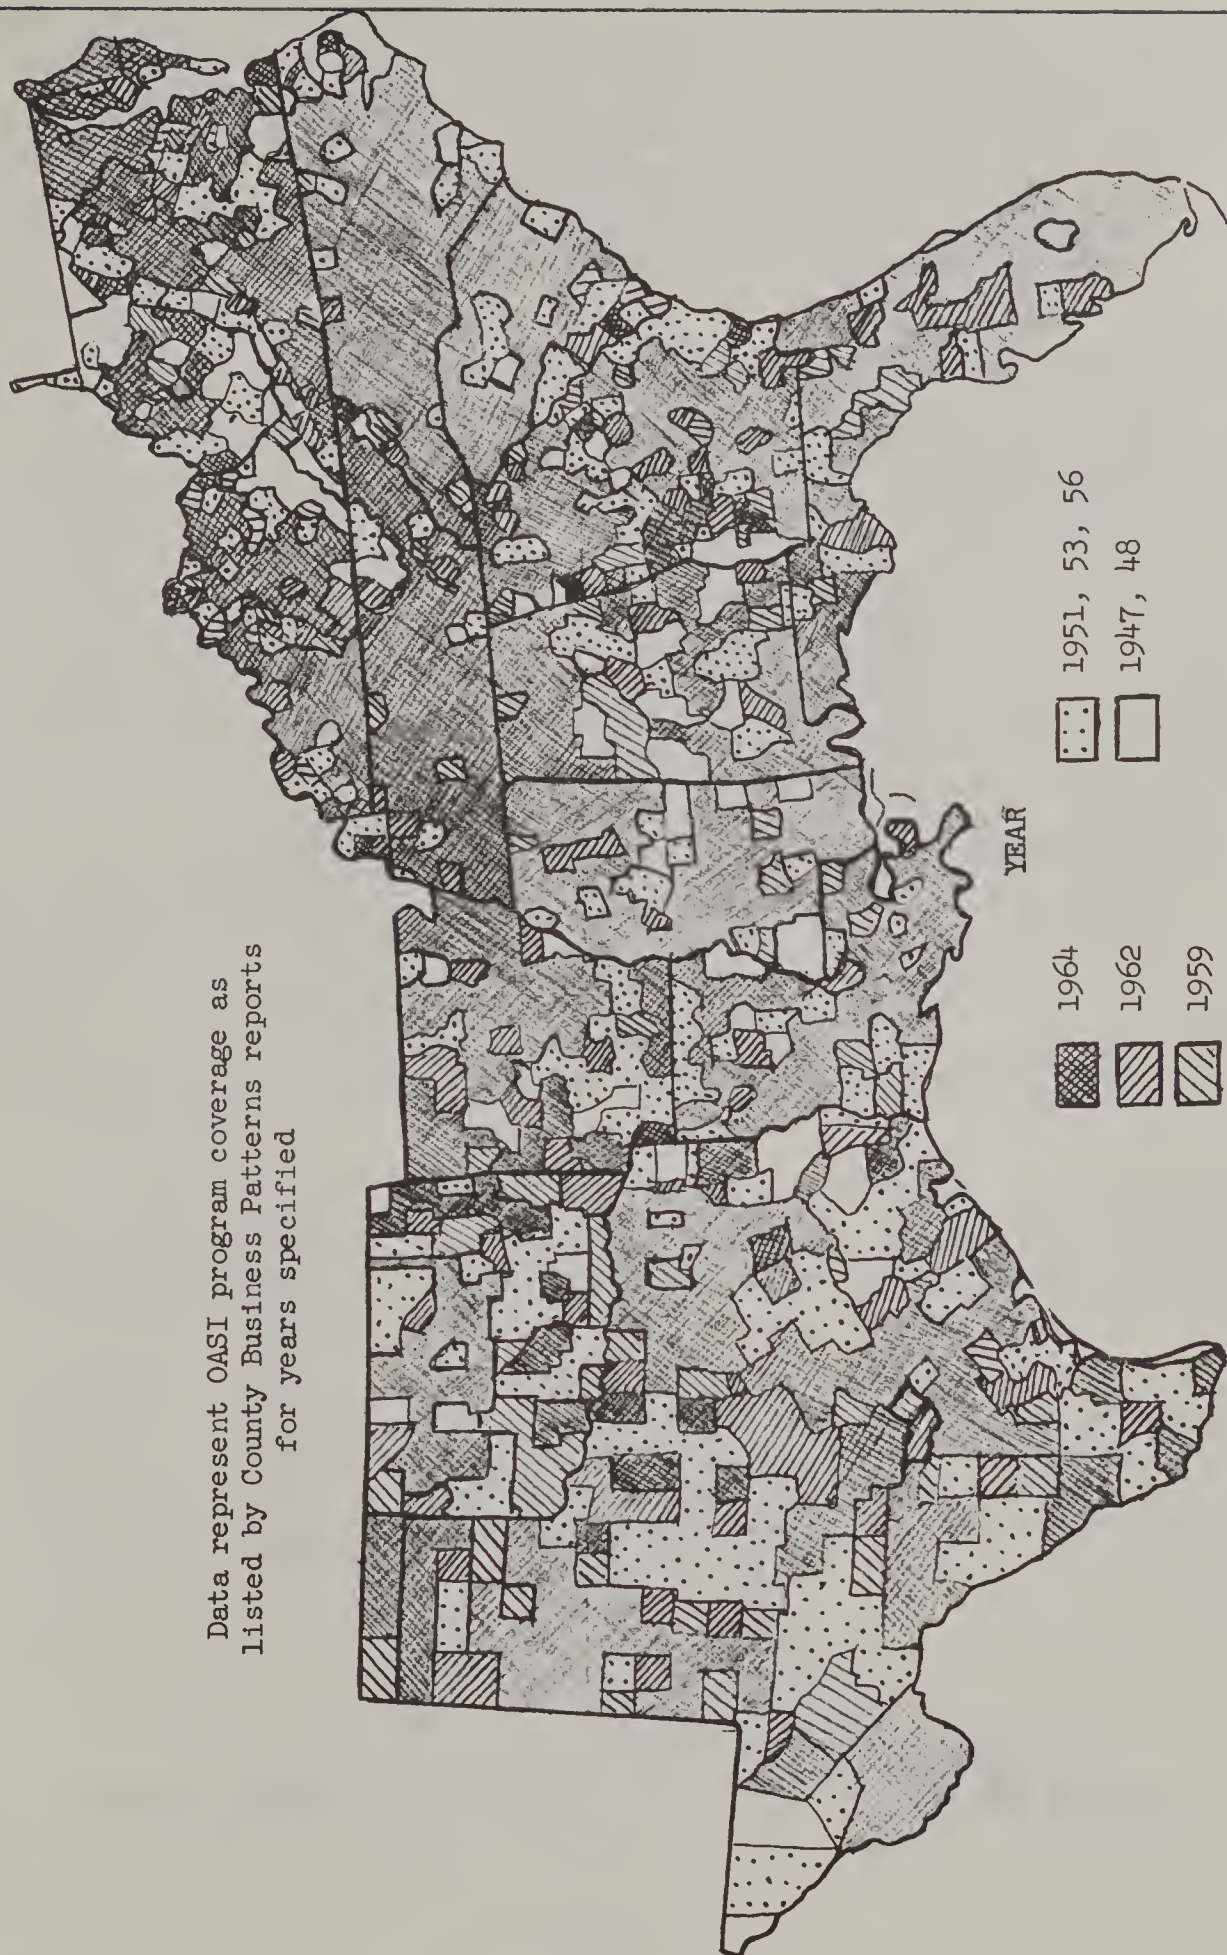 Data represent OASI program coverage as
listed by County Business Patterns reports
for years specified
YEAR
1964
1962
1959
1951, 53, 56
1947, 48